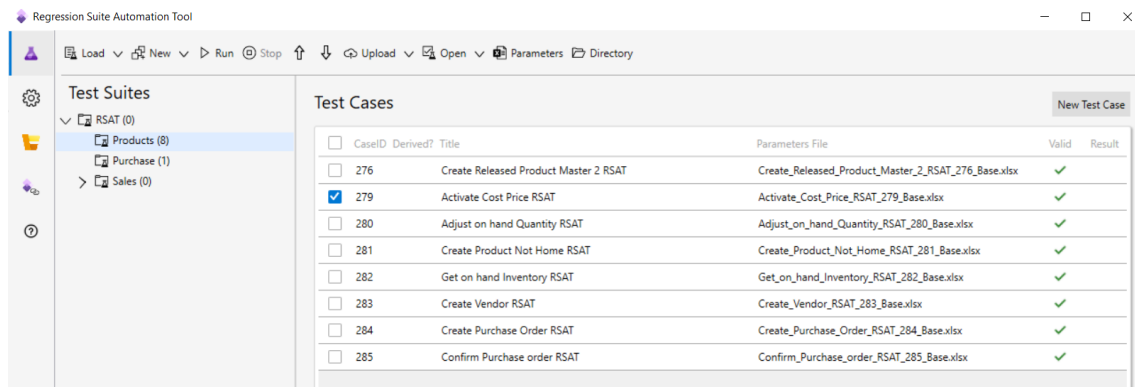 Regression Suite Automation Tool
Load New Run Stop Upload Open Parameters Directory
Test Suites
RSAT (0)
Products (8)
Purchase (1)
Sales (0)
Test Cases
New Test Case
CaseID Derived? Title Parameters File Valid Result
276 Create Released Product Master 2 RSAT Create_Released_Product_Master_2_RSAT_276_Base.xlsx
279 Activate Cost Price RSAT Activate_Cost_Price_RSAT_279_Base.xlsx
280 Adjust on hand Quantity RSAT Adjust_on_hand_Quantity_RSAT_280_Base.xlsx
281 Create Product Not Home RSAT Create_Product_Not_Home_RSAT_281_Base.xlsx
282 Get on hand Inventory RSAT Get_on_hand_Inventory_RSAT_282_Base.xlsx
283 Create Vendor RSAT Create_Vendor_RSAT_283_Base.xlsx
284 Create Purchase Order RSAT Create_Purchase_Order_RSAT_284_Base.xlsx
285 Confirm Purchase order RSAT Confirm_Purchase_order_RSAT_285_Base.xlsx